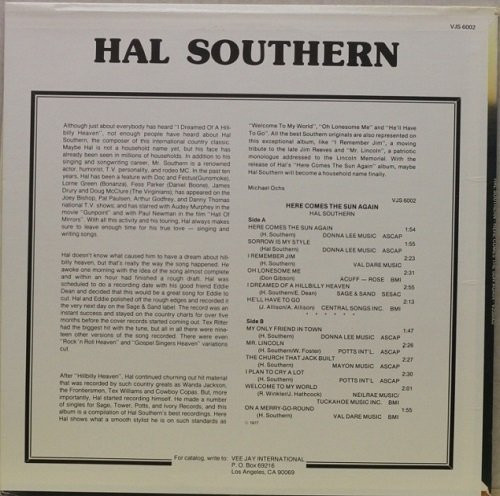 VJS 6002
HAL SOUTHERN
Although just about everybody has heard "I Dreamed Of A Hill-
billy Heaven", not enough people have heard about Hal
Southern, the composer of this international country classic.
Maybe Hal is not a household name yet, but his face has
already been seen in millions of households. In addition to his
singing and songwriting career, Mr. Southern is a renowned
actor, humorist, T.V. personality, and rodeo MC. In the past ten
years, Hal has been a feature with Doc and Festus(Gunsmoke),
Lorne Green (Bonanza), Fess Parker (Daniel Boone), James
Drury and Doug McClure (The Virginians), has appeared on the
Joey Bishop, Pat Paulsen, Arthur Godfrey, and Danny Thomas
national T.V. shows; and has starred with Audey Murphey in the
movie "Gunpoint" and with Paul Newman in the film "Hall Of
Mirrors". With all this activity and his touring, Hal always makes
sure to leave enough time for his true love — singing and
writing songs.
Hal doesn't know what caused him to have a dream about hill-
billy heaven, but that's really the way the song happened. He
awoke one morning with the idea of the song almost complete
and within an hour had finished a rough draft. Hal was
scheduled to do a recording date with his good friend Eddie
Dean and decided that this would be a great song for Eddie to
cut. Hal and Eddie polished off the rough edges and recorded it
the very next day on the Sage & Sand label. The record was an
instant success and stayed on the country charts for over five
months before the cover records started coming out. Tex Ritter
had the biggest hit with the tune, but all in all there were nine-
teen other versions of the song recorded. There were even
"Rock 'n Roll Heaven" and "Gospel Singers Heaven" variations
cut.
After "Hillbilly Heaven", Hal continued churning out hit material
that was recorded by such country greats as Wanda Jackson,
the Frontiersmen, Tex Williams and Cowboy Copas. But, more
importantly, Hal started recording himself. He made a number
of singles for Sage, Tower, Potts, and Ivory Records, and this
album is a compilation of Hal Southern's best recordings. Here
Hal shows what a smooth stylist he is on such standards as
"Welcome To My World", "Oh Lonesome Me" and "He'll Have
To Go". All the best Southern originals are also represented on
this exceptional album, like "I Remember Jim", a moving
tribute to the late Jim Reeves and "Mr. Lincoln", a patriotic
monologue addressed to the Lincoln Memorial. With the
release of Hal's "Here Comes The Sun Again" album, maybe Hal
Southern will become a household name finally.
Michael Ochs
VJS 6002
HERE COMES THE SUN AGAIN
HAL SOUTHERN
Side A
HERE COMES THE SUN AGAIN 1:54
(H. Southern) DONNA LEE MUSIC ASCAP
SORROW IS MY STYLE 1:55
(Hal Southern) DONNA LEE MUSIC ASCAP
I REMEMBER JIM 2:23
(H. Southern) VAL DARE MUSIC
OH LONESOME ME 2:31
(Don Gibson) ACUFF — ROSE BMI
I DREAMED OF A HILLBILLY HEAVEN 2:55
(H.Southern/E. Dean) SAGE & SAND SESAC
HE'LL HAVE TO GO 2:13
(J. Allison/A. Allison) CENTRAL SONGS INC. BMI
* * * * * *
Side B
MY ONLY FRIEND IN TOWN 1:47
(H. Southern) DONNA LEE MUSIC ASCAP
MR. LINCOLN 2:26
(H. Southern/W. Foster) POTTS INT'L ASCAP
THE CHURCH THAT JACK BUILT
(H. Southern) MAYON MUSIC ASCAP
I PLAN TO CRY A LOT 2:30
(H. Southern) POTTS INT'L ASCAP
WELCOME TO MY WORLD 2:01
(R. Winkler/J. Hathcock) NEILRAE MUSIC/
TUCKAHOE MUSIC INC. BMI
ON A MERRY-GO-ROUND 1:55
(H. Southern) VAL DARE MUSIC BMI
© 1977
For catalog, write to: VEE JAY INTERNATIONAL
P. O. Box 69216
Los Angeles, CA 90069